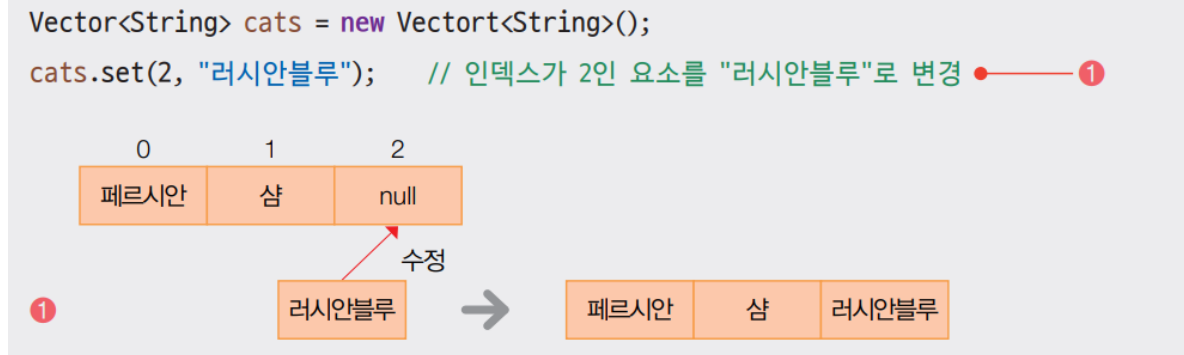 Vector<String> cats = new Vectort<String>();
cats.set(2, "러시안블루"); // 인덱스가 2인 요소를 "러시안블루"로 변경 ❶
0 1 2
페르시안 샴 null
수정
❶ 러시안블루 페르시안 샴 러시안블루